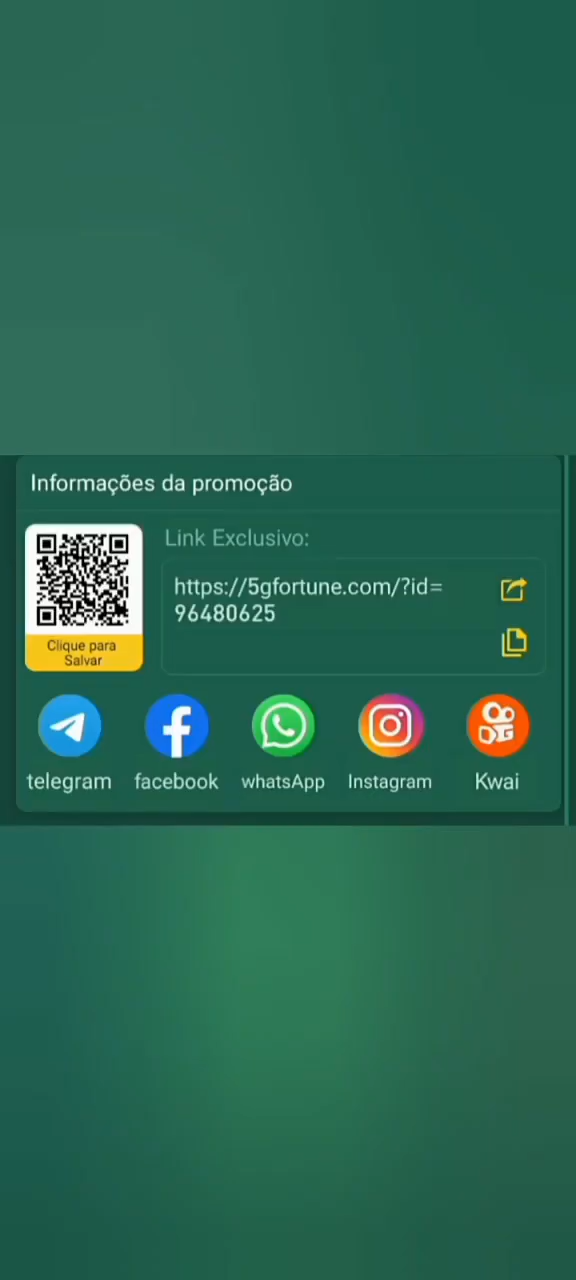 Informações da promoção
Link Exclusivo:
https://5gfortune.com/?id=
96480625
Clique para
Salvar
telegram
facebook
whatsApp
Instagram
Kwai